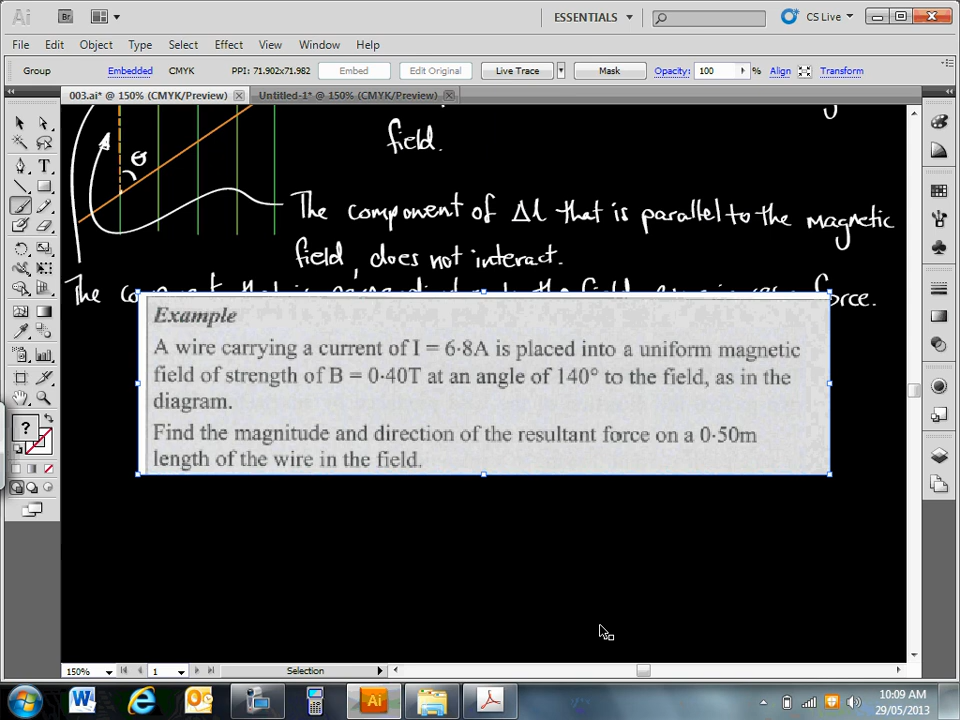 Ai
Br
ESSENTIALS
CS Live
File Edit Object Type Select Effect View Window Help
Group
Embedded
CMYK
PPI: 71.902x71.982
Embed
Edit Original
Live Trace
Mask
Opacity: 100 %
Align
Transform
003.ai* @ 150% (CMYK/Preview)
Untitled-1* @ 150% (CMYK/Preview)
field.
θ
The component of Δl that is parallel to the magnetic
field, does not interact.
The force.
Example
A wire carrying a current of I = 6·8A is placed into a uniform magnetic
field of strength of B = 0·40T at an angle of 140° to the field, as in the
diagram.
Find the magnitude and direction of the resultant force on a 0·50m
length of the wire in the field.
?
150%
1
Selection
W
Ai
10:09 AM
29/05/2013